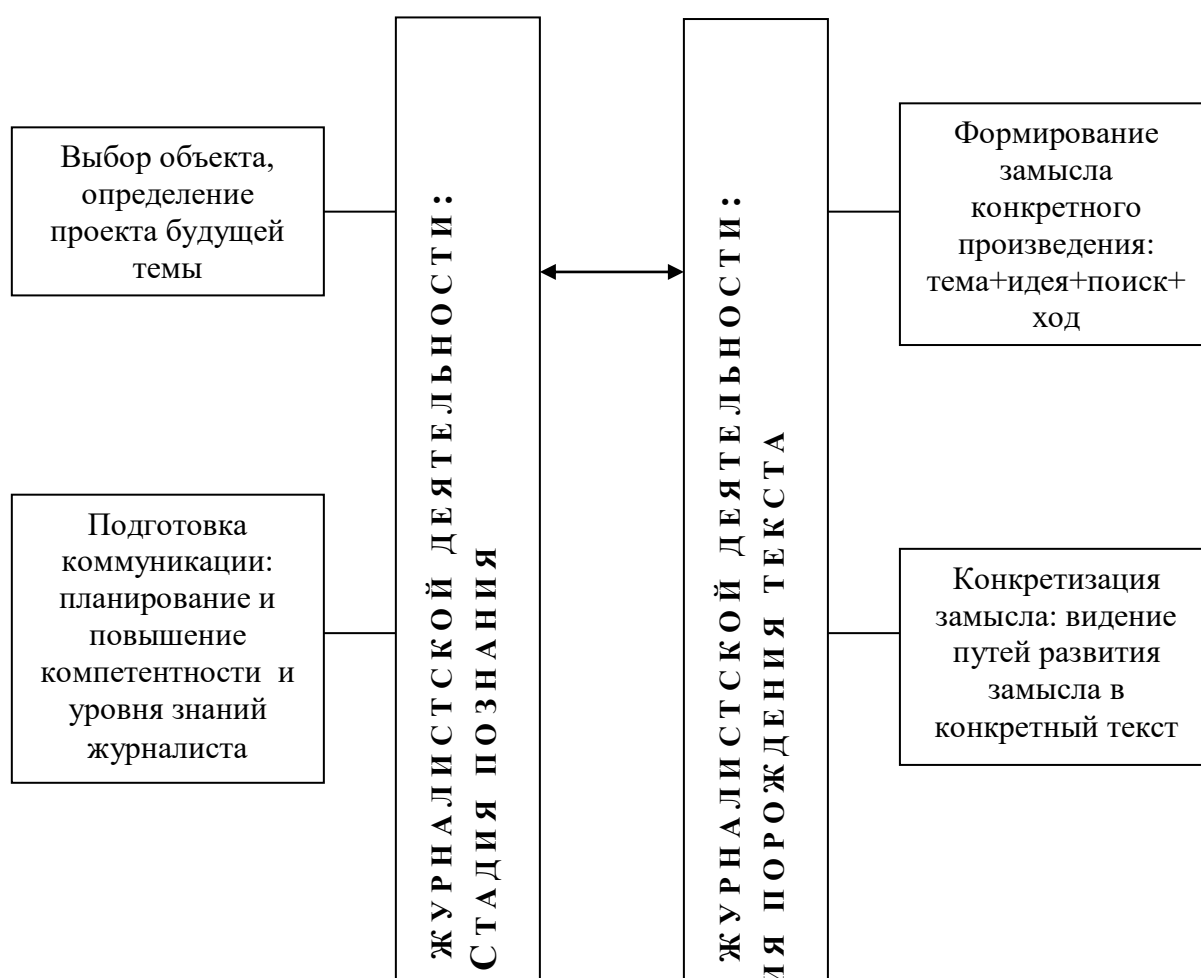 Выбор объекта,
определение
проекта будущей
темы
Подготовка
коммуникации:
планирование и
повышение
компетентности и
уровня знаний
журналиста
ЖУРНАЛИСТСКОЙ ДЕЯТЕЛЬНОСТИ:
СТАДИЯ ПОЗНАНИЯ
ЖУРНАЛИСТСКОЙ ДЕЯТЕЛЬНОСТИ:
ПОРОЖДЕНИЯ ТЕКСТА
Формирование
замысла
конкретного
произведения:
тема+идея+поиск+
ход
Конкретизация
замысла: видение
путей развития
замысла в
конкретный текст